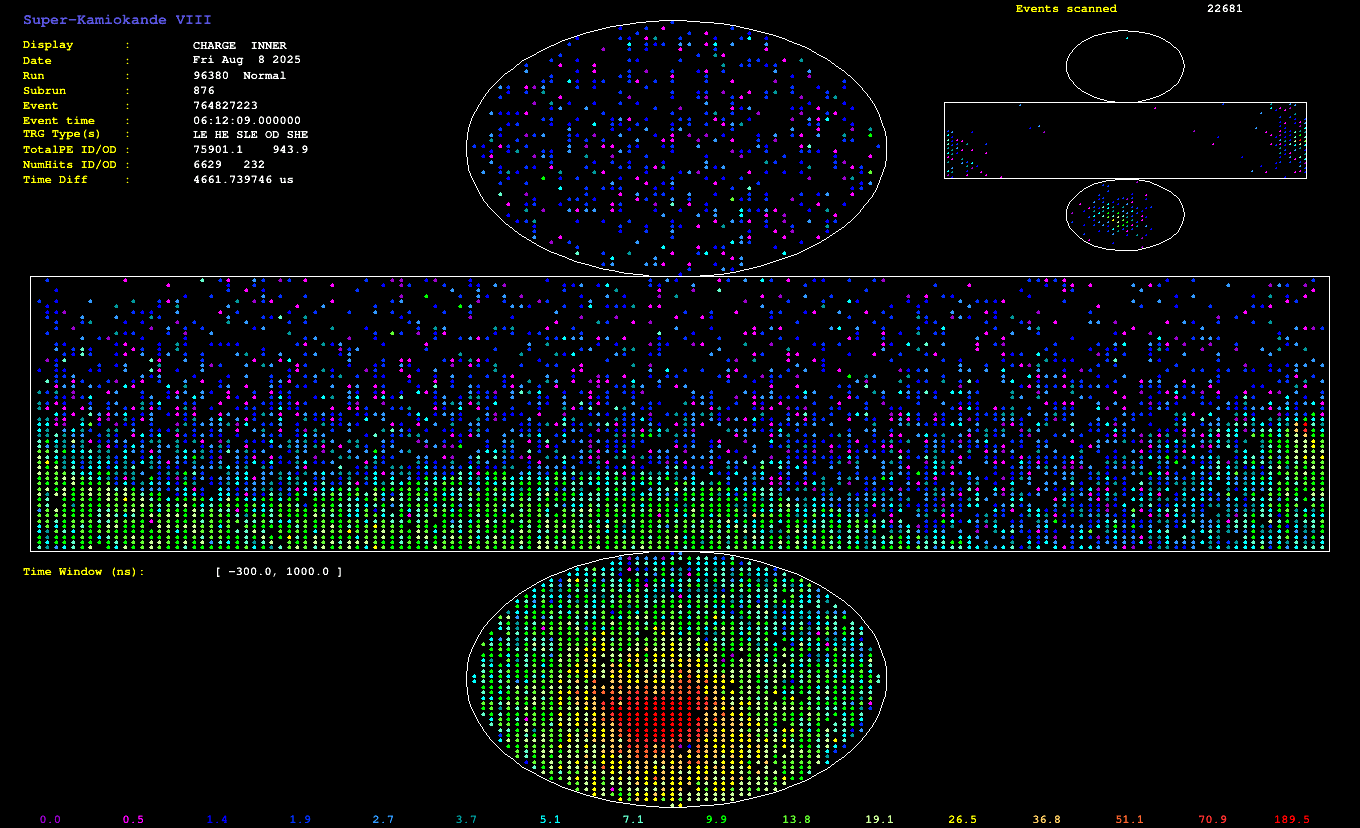 Super-Kamiokande VIII
Events scanned 22681
Display : CHARGE INNER
Date : Fri Aug 8 2025
Run : 96380 Normal
Subrun : 876
Event : 764827223
Event time : 06:12:09.000000
TRG Type(s) : LE HE SLE OD SHE
TotalPE ID/OD : 75901.1 943.9
NumHits ID/OD : 6629 232
Time Diff : 4661.739746 us
Time Window (ns): [ -300.0, 1000.0 ]
0.0 0.5 1.4 1.9 2.7 3.7 5.1 7.1 9.9 13.8 19.1 26.5 36.8 51.1 70.9 189.5